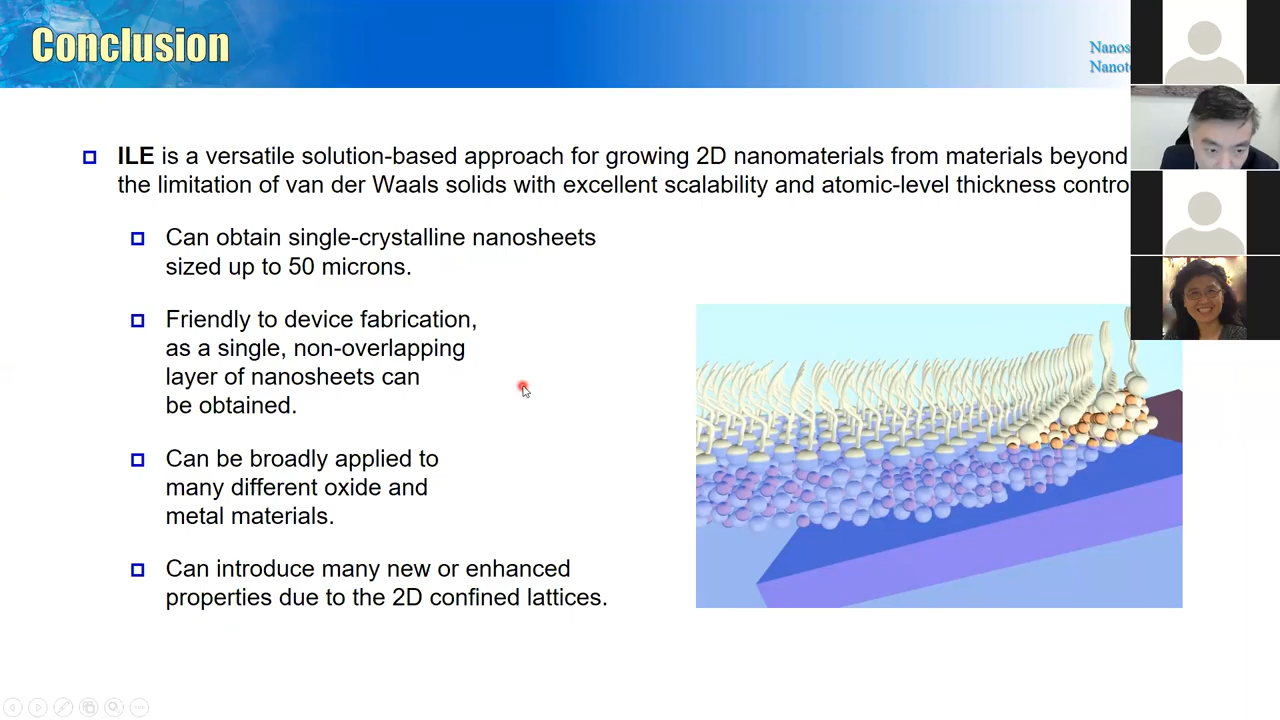 Conclusion
ILE is a versatile solution-based approach for growing 2D nanomaterials from materials beyond
the limitation of van der Waals solids with excellent scalability and atomic-level thickness contro
Can obtain single-crystalline nanosheets
sized up to 50 microns.
Friendly to device fabrication,
as a single, non-overlapping
layer of nanosheets can
be obtained.
Can be broadly applied to
many different oxide and
metal materials.
Can introduce many new or enhanced
properties due to the 2D confined lattices.